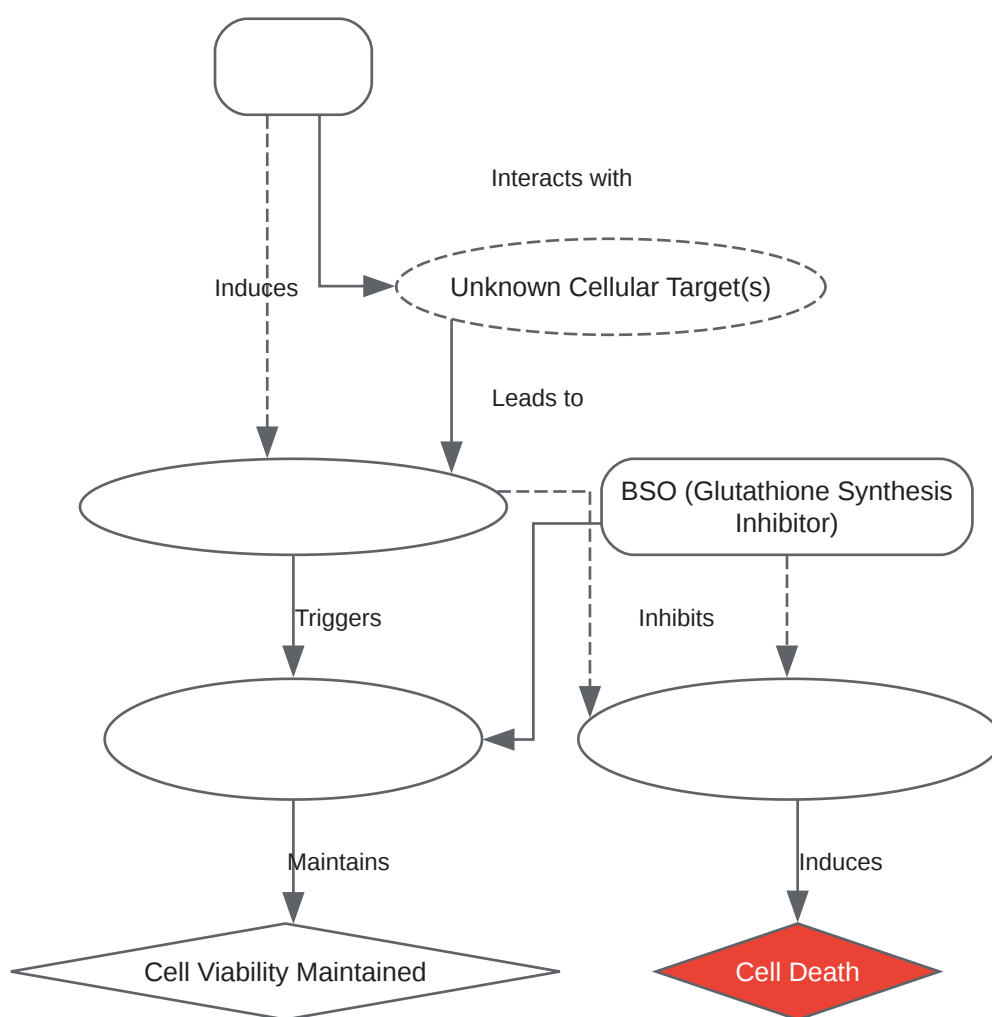 Interacts with
Induces
Unknown Cellular Target(s)
Leads to
BSO (Glutathione Synthesis
Inhibitor)
Triggers
Inhibits
Maintains
Induces
Cell Viability Maintained
Cell Death